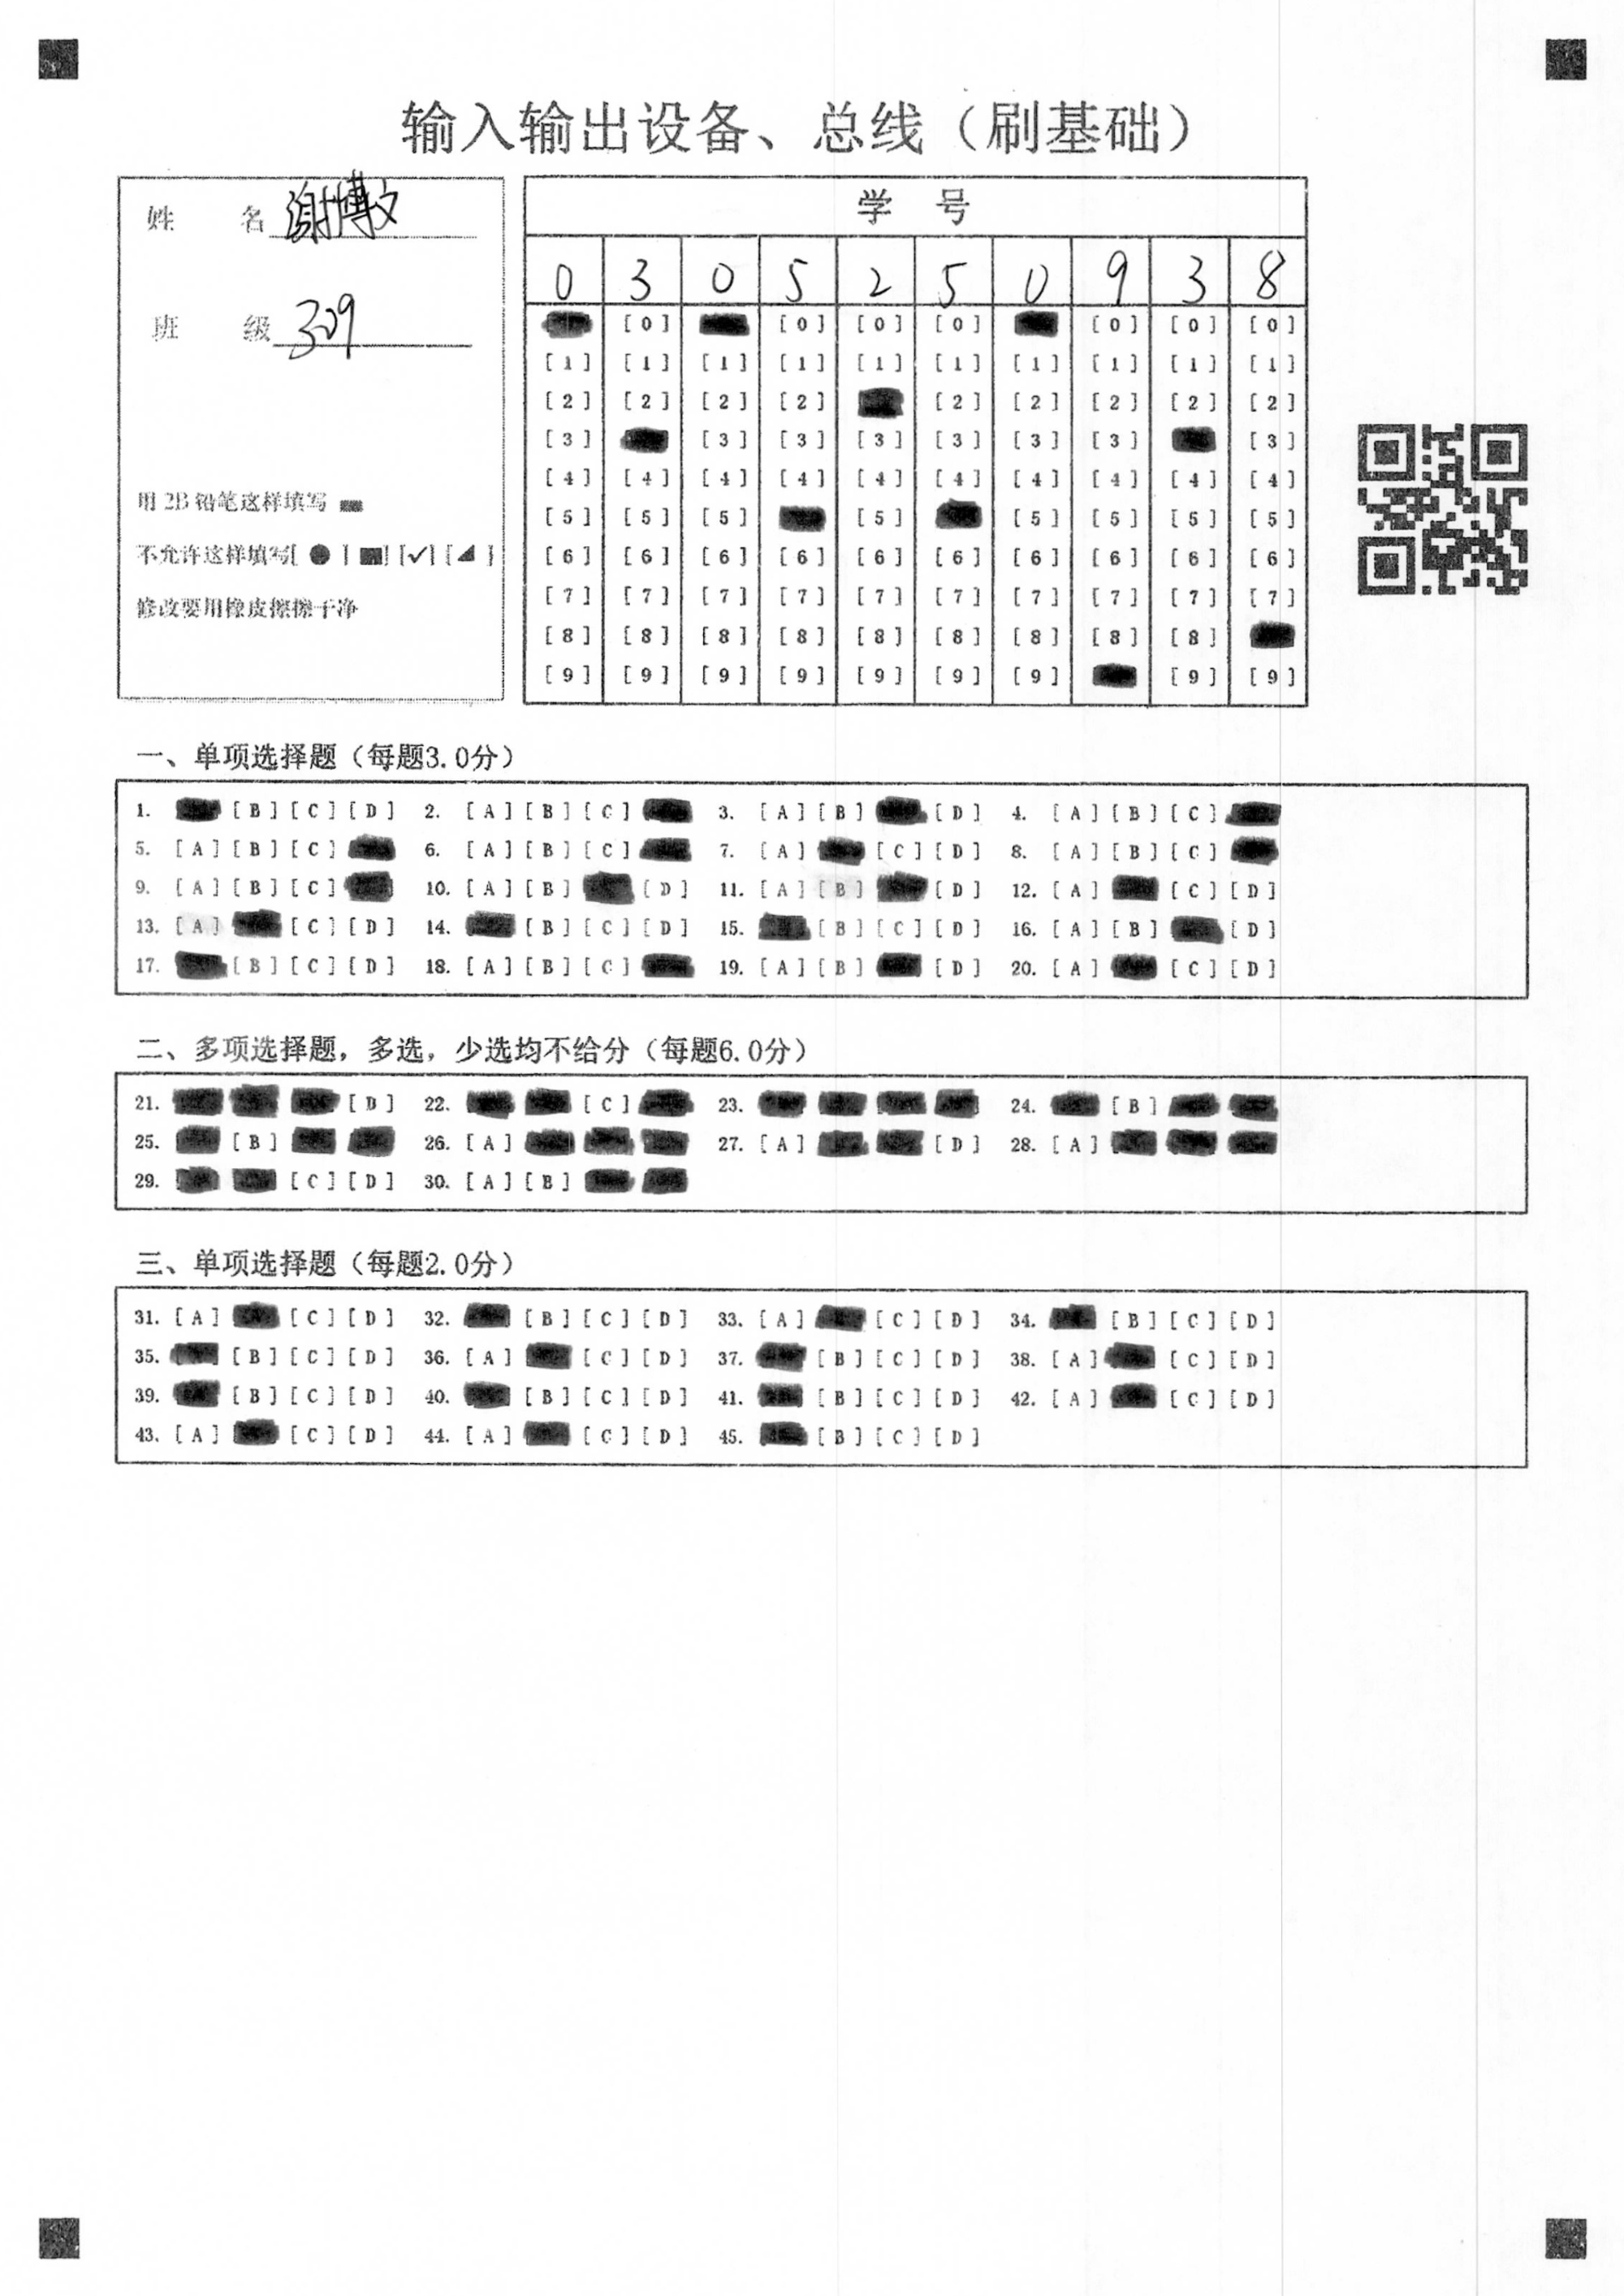 输入输出设备、总线（刷基础）
姓 名 谢博文
班 级 329
用 2B 铅笔这样填写
不允许这样填写[ ● ] [✓] [ ]
修改要用橡皮擦擦干净
学 号
0 3 0 5 2 5 0 9 3 8
[0] [0] [0] [0] [0] [0] [0]
[1] [1] [1] [1] [1] [1] [1] [1] [1] [1]
[2] [2] [2] [2] [2] [2] [2] [2] [2]
[3] [3] [3] [3] [3] [3] [3] [3]
[4] [4] [4] [4] [4] [4] [4] [4] [4] [4]
[5] [5] [5] [5] [5] [5] [5] [5]
[6] [6] [6] [6] [6] [6] [6] [6] [6] [6]
[7] [7] [7] [7] [7] [7] [7] [7] [7] [7]
[8] [8] [8] [8] [8] [8] [8] [8] [8]
[9] [9] [9] [9] [9] [9] [9] [9] [9]
一、单项选择题（每题3.0分）
1. [B] [C] [D] 2. [A] [B] [C] 3. [A] [B] [D] 4. [A] [B] [C]
5. [A] [B] [C] 6. [A] [B] [C] 7. [A] [C] [D] 8. [A] [B] [C]
9. [A] [B] [C] 10. [A] [B] [D] 11. [A] [B] [D] 12. [A] [C] [D]
13. [A] [C] [D] 14. [B] [C] [D] 15. [B] [C] [D] 16. [A] [B] [D]
17. [B] [C] [D] 18. [A] [B] [C] 19. [A] [B] [D] 20. [A] [C] [D]
二、多项选择题，多选，少选均不给分（每题6.0分）
21. [D] 22. [C] 23. 24. [B]
25. [B] 26. [A] 27. [A] [D] 28. [A]
29. [C] [D] 30. [A] [B]
三、单项选择题（每题2.0分）
31. [A] [C] [D] 32. [B] [C] [D] 33. [A] [C] [D] 34. [B] [C] [D]
35. [B] [C] [D] 36. [A] [C] [D] 37. [B] [C] [D] 38. [A] [C] [D]
39. [B] [C] [D] 40. [B] [C] [D] 41. [B] [C] [D] 42. [A] [C] [D]
43. [A] [C] [D] 44. [A] [C] [D] 45. [B] [C] [D]